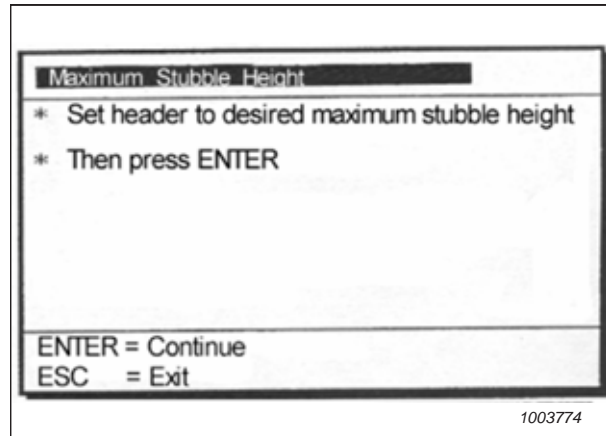 Maximum Stubble Height
* Set header to desired maximum stubble height
* Then press ENTER
ENTER = Continue
ESC = Exit
1003774